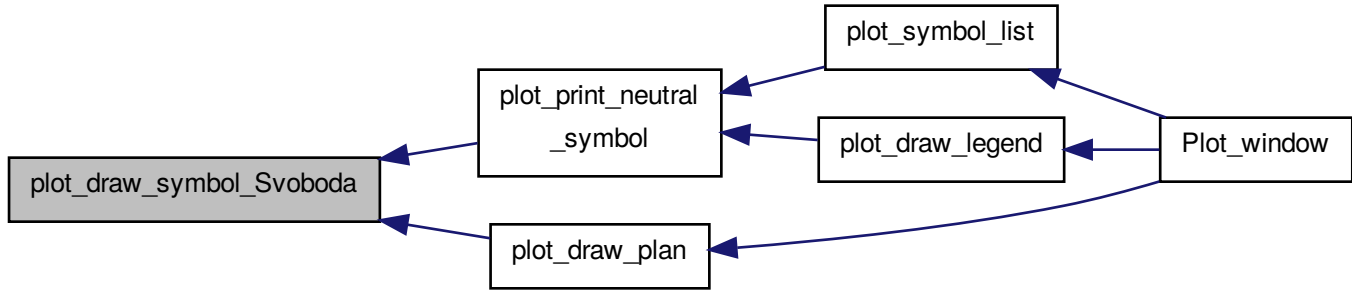 plot_draw_symbol_Svoboda
plot_print_neutral
_symbol
plot_symbol_list
plot_draw_legend
Plot_window
plot_draw_plan